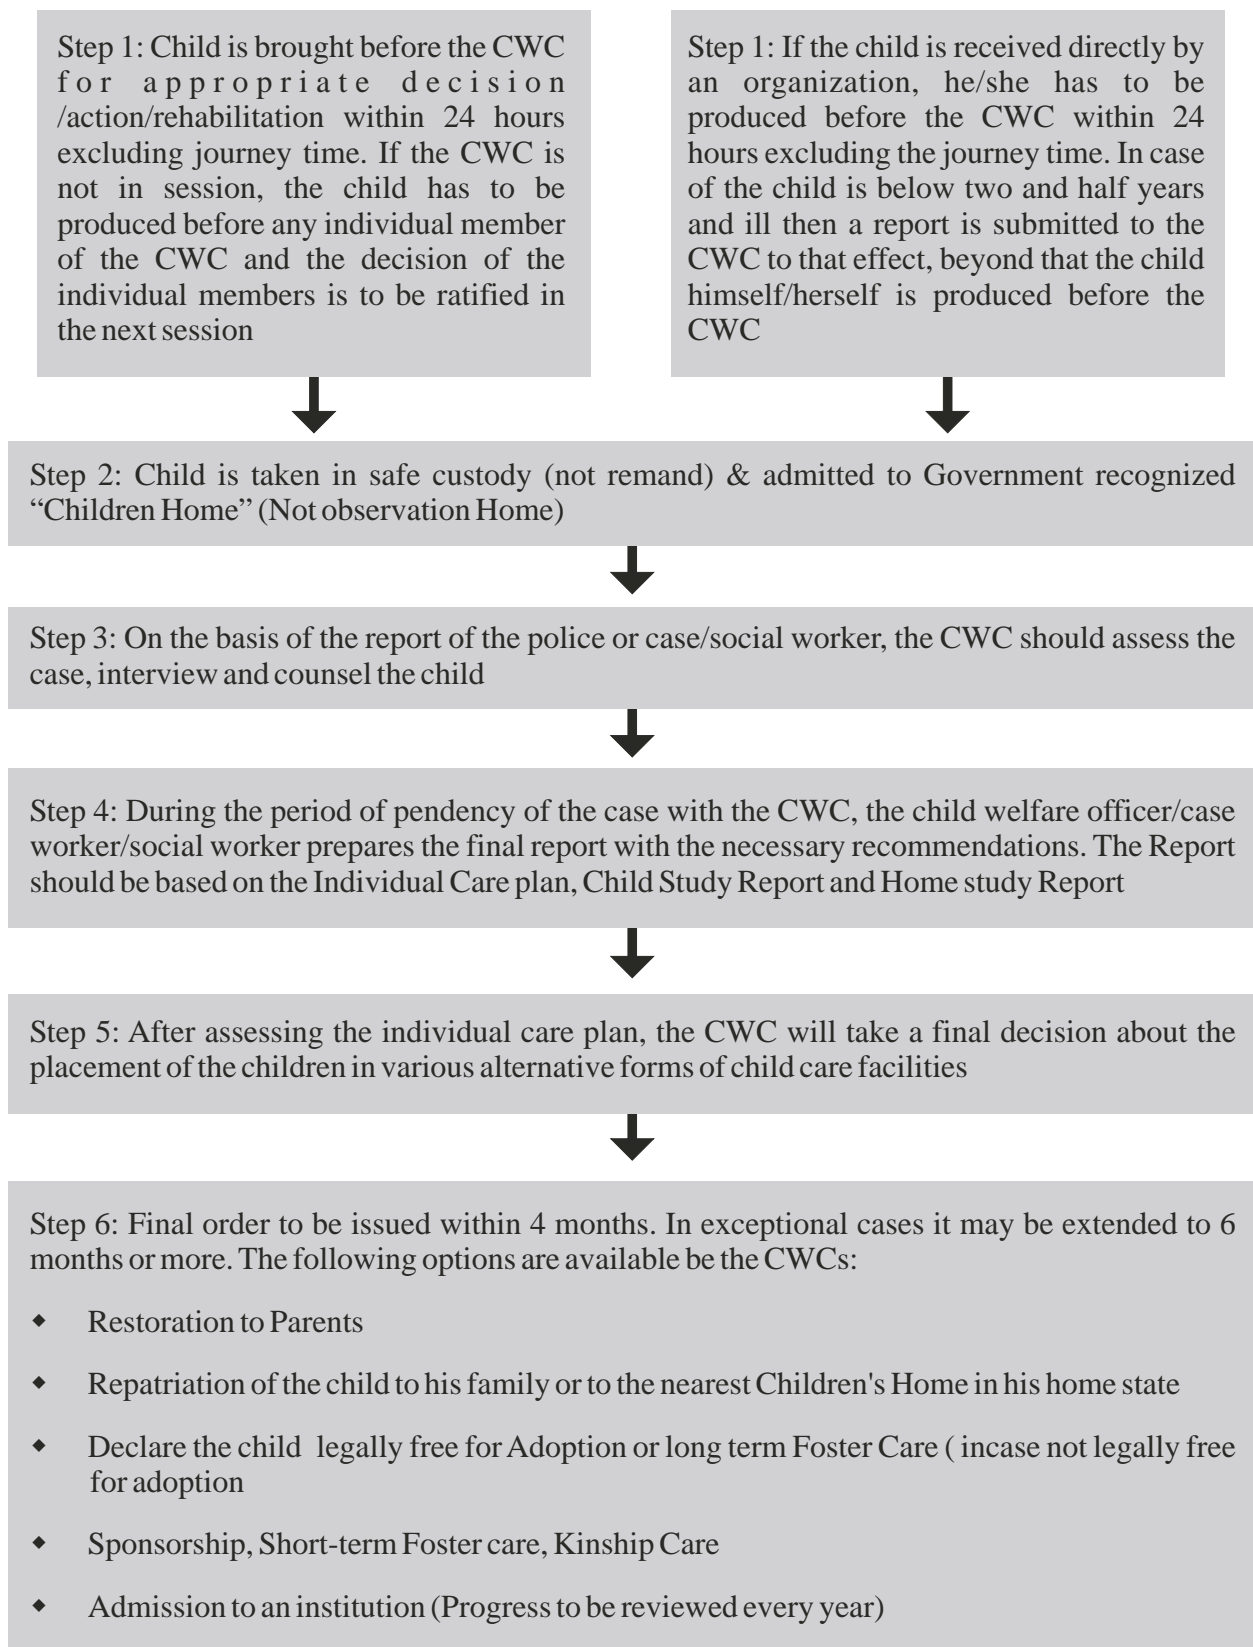 Step 1: Child is brought before the CWC
for appropriate decision
/action/rehabilitation within 24 hours
excluding journey time. If the CWC is
not in session, the child has to be
produced before any individual member
of the CWC and the decision of the
individual members is to be ratified in
the next session
Step 1: If the child is received directly by
an organization, he/she has to be
produced before the CWC within 24
hours excluding the journey time. In case
of the child is below two and half years
and ill then a report is submitted to the
CWC to that effect, beyond that the child
himself/herself is produced before the
CWC
Step 2: Child is taken in safe custody (not remand) & admitted to Government recognized
“Children Home” (Not observation Home)
Step 3: On the basis of the report of the police or case/social worker, the CWC should assess the
case, interview and counsel the child
Step 4: During the period of pendency of the case with the CWC, the child welfare officer/case
worker/social worker prepares the final report with the necessary recommendations. The Report
should be based on the Individual Care plan, Child Study Report and Home study Report
Step 5: After assessing the individual care plan, the CWC will take a final decision about the
placement of the children in various alternative forms of child care facilities
Step 6: Final order to be issued within 4 months. In exceptional cases it may be extended to 6
months or more. The following options are available be the CWCs:
◆ Restoration to Parents
◆ Repatriation of the child to his family or to the nearest Children's Home in his home state
◆ Declare the child legally free for Adoption or long term Foster Care ( incase not legally free
for adoption
◆ Sponsorship, Short-term Foster care, Kinship Care
◆ Admission to an institution (Progress to be reviewed every year)